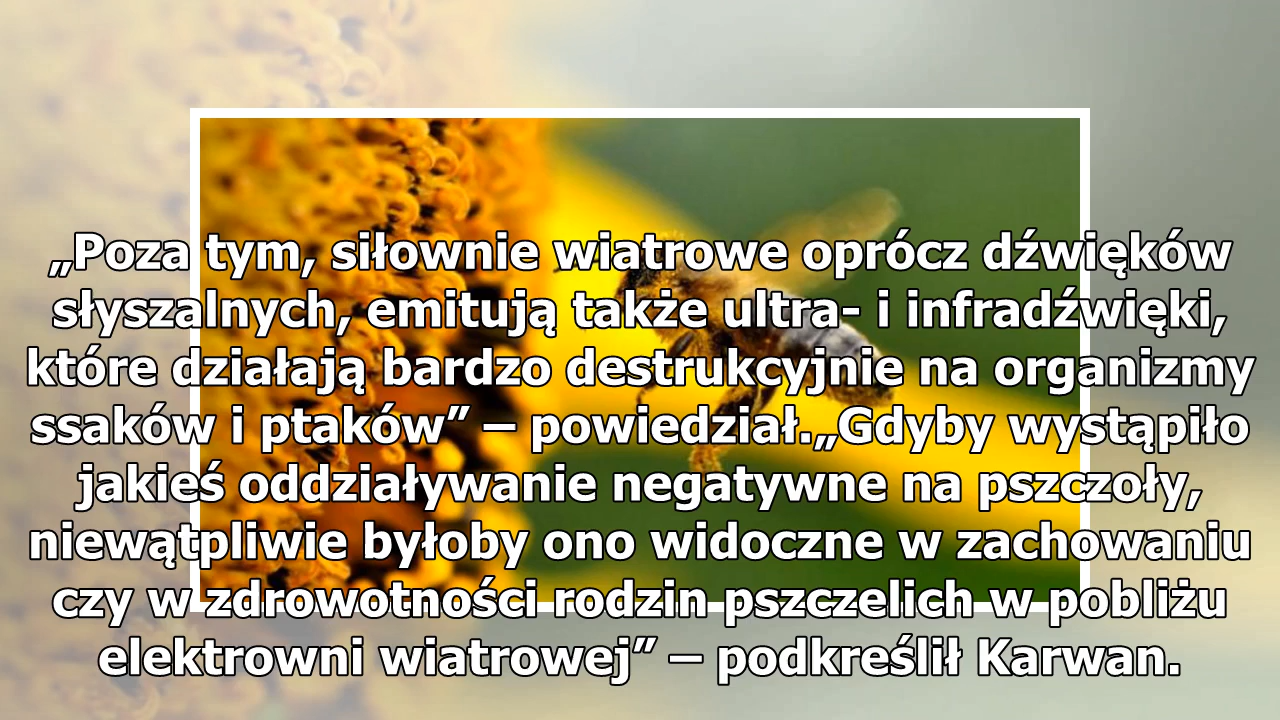 „Poza tym, siłownie wiatrowe oprócz dźwięków
słyszalnych, emitują także ultra- i infradźwięki,
które działają bardzo destrukcyjnie na organizmy
ssaków i ptaków” – powiedział.„Gdyby wystąpiło
jakieś oddziaływanie negatywne na pszczoły,
niewątpliwie byłoby ono widoczne w zachowaniu
czy w zdrowotności rodzin pszczelich w pobliżu
elektrowni wiatrowej” – podkreślił Karwan.